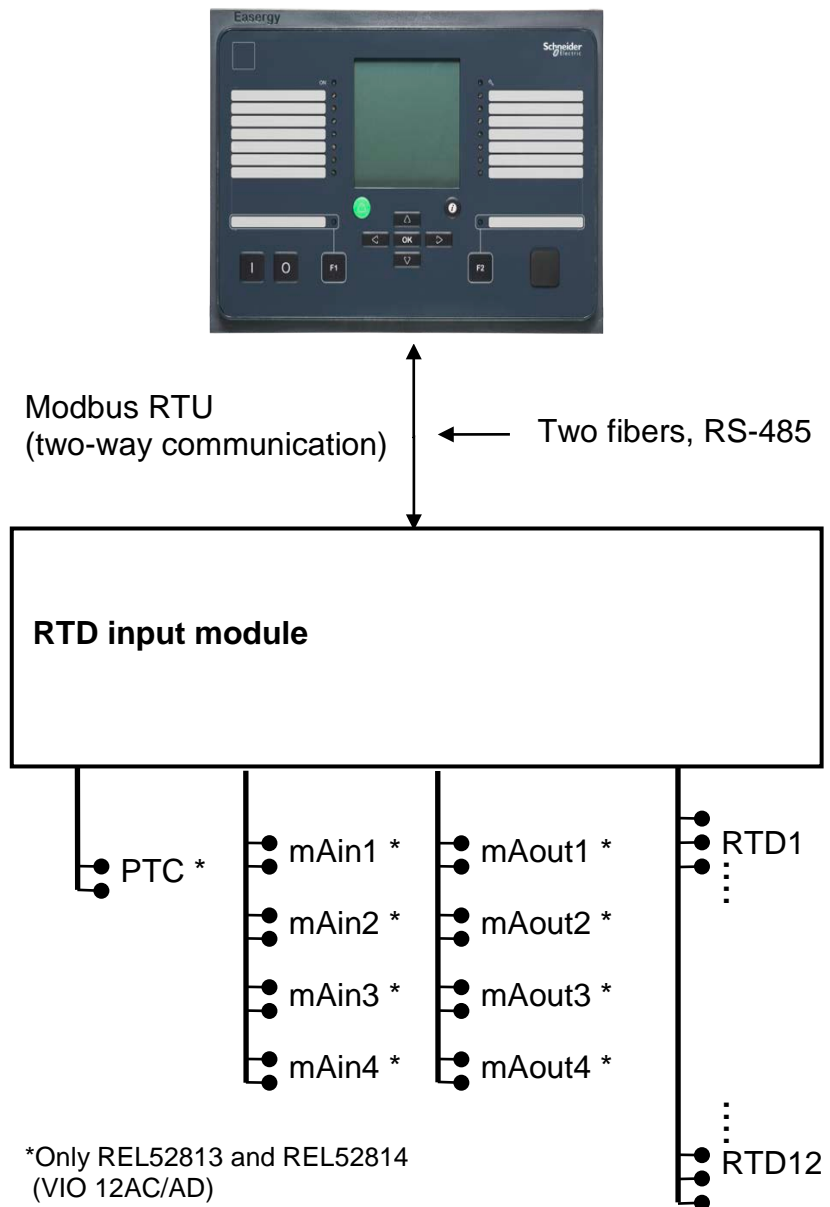 Easergy
Schneider
Electric
ON
i
OK
I
O
F1
F2
Modbus RTU
(two-way communication)
Two fibers, RS-485
RTD input module
PTC *
mAin1 *
mAin2 *
mAin3 *
mAin4 *
mAout1 *
mAout2 *
mAout3 *
mAout4 *
RTD1
RTD12
*Only REL52813 and REL52814
(VIO 12AC/AD)